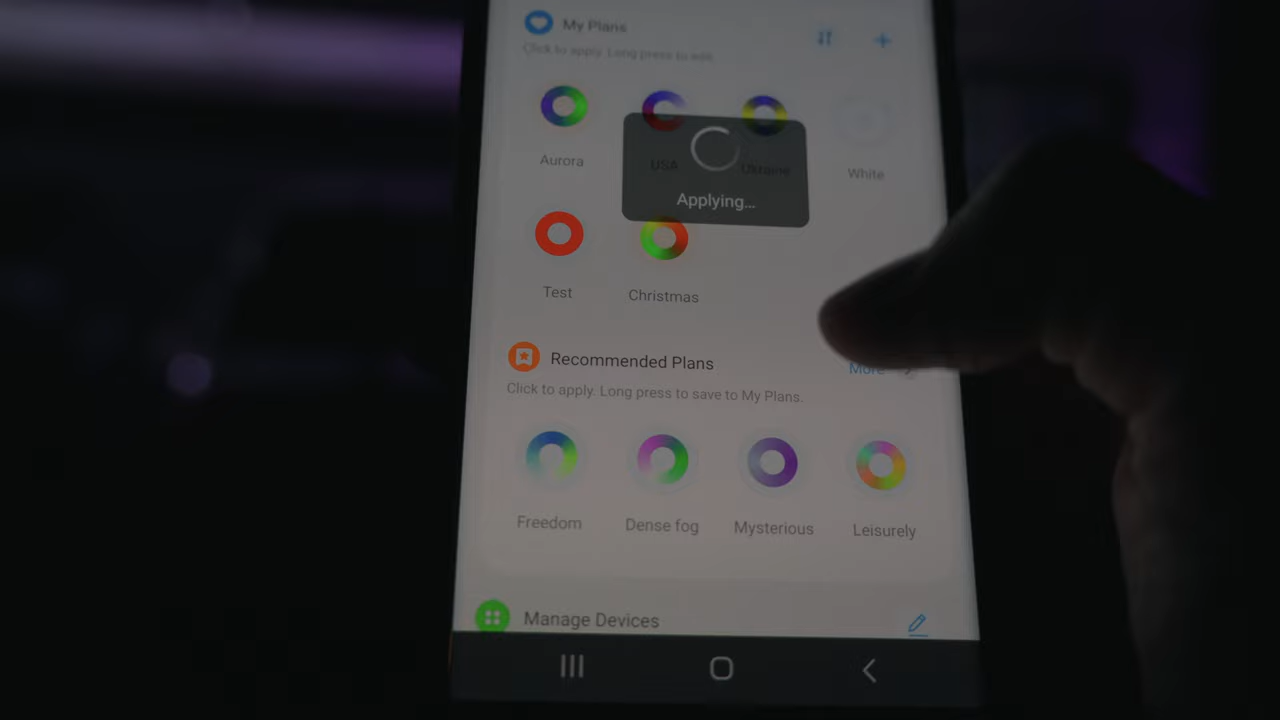 My Plans
Click to apply. Long press to edit.
Aurora
USA
Ukraine
White
Applying...
Test
Christmas
Recommended Plans
More
Click to apply. Long press to save to My Plans.
Freedom
Dense fog
Mysterious
Leisurely
Manage Devices